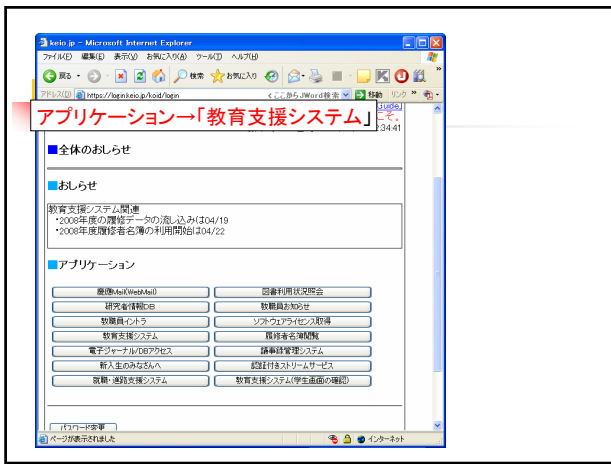 keio.jp - Microsoft Internet Explorer
ファイル(F) 編集(E) 表示(V) お気に入り(A) ツール(T) ヘルプ(H)
戻る 検索 お気に入り
アドレス(D) https://login.keio.jp/koid/login くここからJWord検索 移動 リンク
アプリケーション→「教育支援システム」
Guide]
こそ。
:34:41
■全体のおしらせ
■おしらせ
教育支援システム関連
・2008年度の履修データの流し込みは04/19
・2008年度履修者名簿の利用開始は04/22
■アプリケーション
慶應Mail(WebMail) 図書利用状況照会
研究者情報DB 教職員お知らせ
教職員イントラ ソフトウェアライセンス取得
教育支援システム 履修者名簿閲覧
電子ジャーナル/DBアクセス 議事録管理システム
新入生のみなさんへ 認証付きストリームサービス
就職・進路支援システム 教育支援システム(学生画面の確認)
パスワード変更
ページが表示されました インターネット